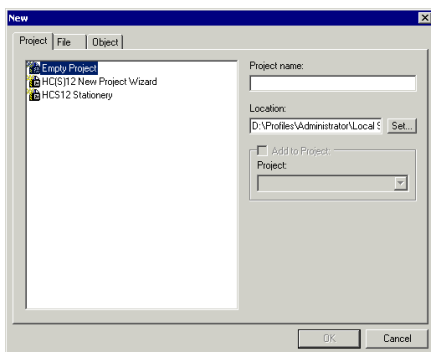 New
Project File Object
Empty Project
HC(S)12 New Project Wizard
HCS12 Stationery
Project name:
Location:
D:\Profiles\Administrator\Local S
Set...
Add to Project:
Project:
OK Cancel